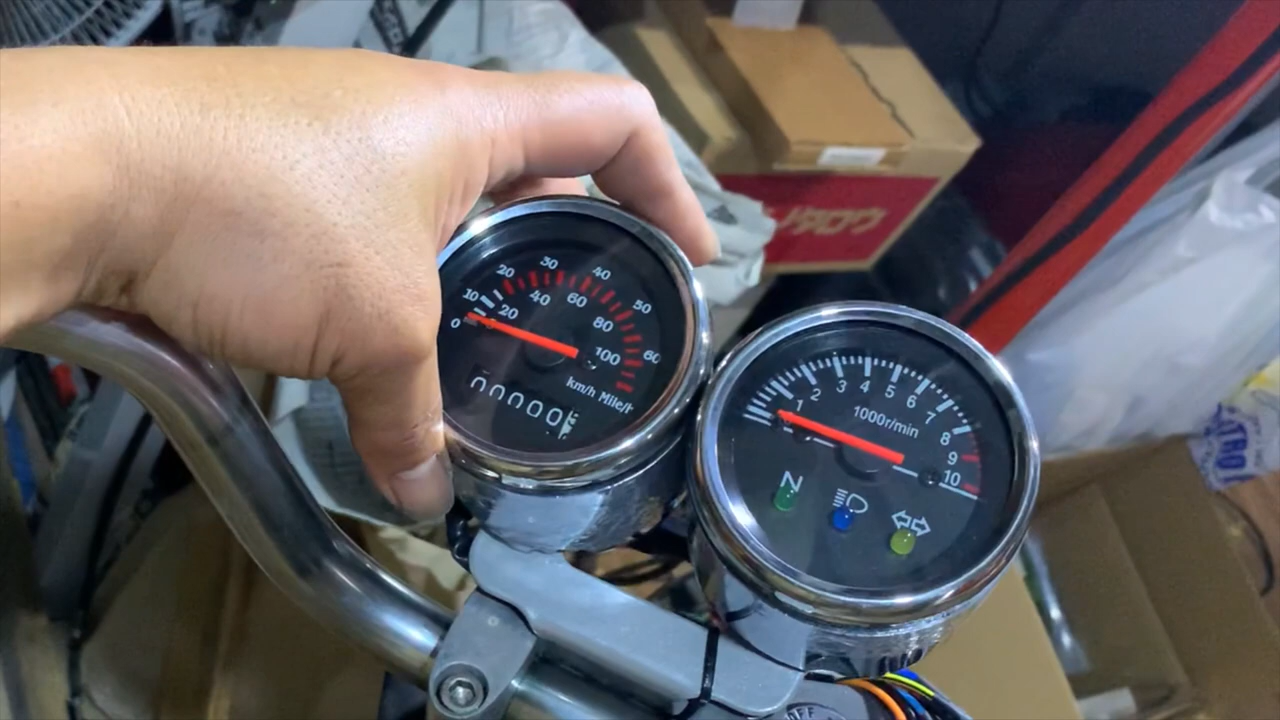 0 10 20 30 40 50 60
20 40 60 80 100
km/h Mile/h
00000
1 2 3 4 5 6 7 8 9 10
1000r/min
N
OFF